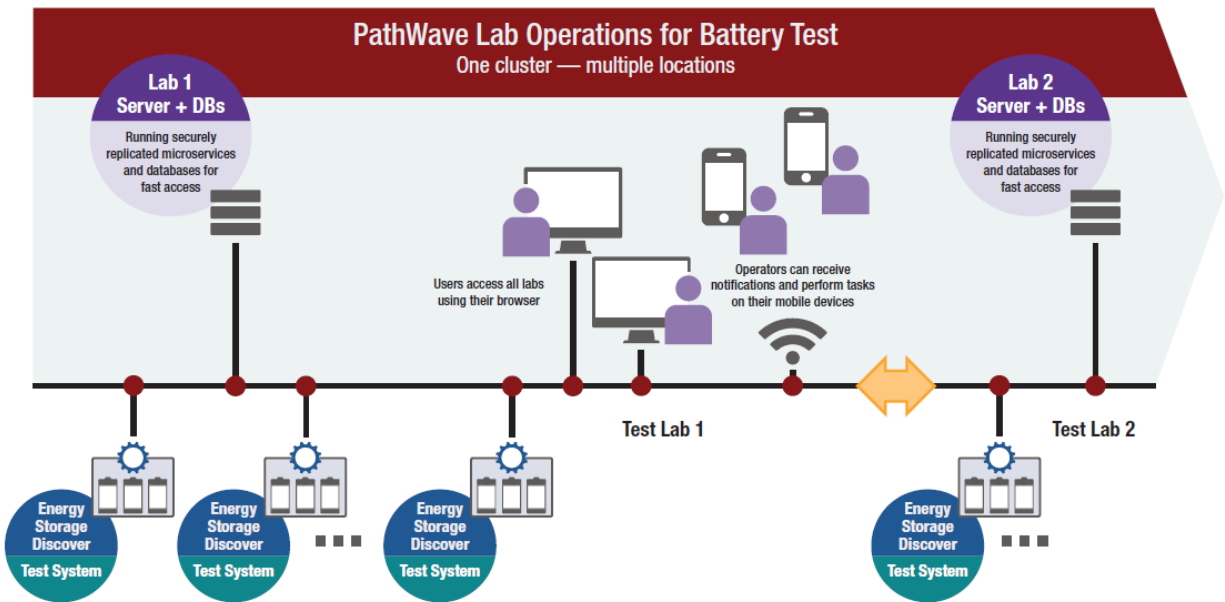 PathWave Lab Operations for Battery Test
One cluster — multiple locations
Lab 1
Server + DBs
Running securely
replicated microservices
and databases for
fast access
Lab 2
Server + DBs
Running securely
replicated microservices
and databases for
fast access
Users access all labs
using their browser
Operators can receive
notifications and perform tasks
on their mobile devices
Test Lab 1
Test Lab 2
Energy
Storage
Discover
Test System
Energy
Storage
Discover
Test System
Energy
Storage
Discover
Test System
Energy
Storage
Discover
Test System